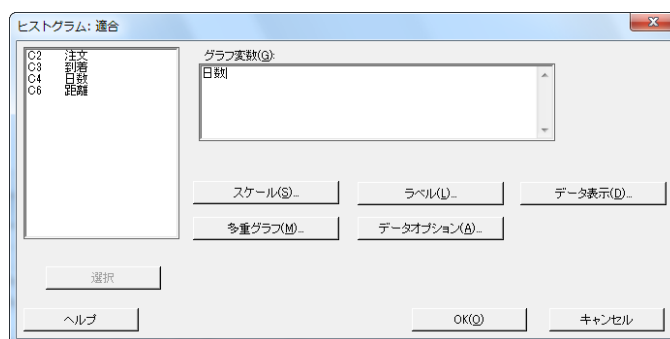 ヒストグラム: 適合
C2 注文
C3 到着
C4 日数
C6 距離
グラフ変数(G):
日数
スケール(S)...
ラベル(L)...
データ表示(D)...
多重グラフ(M)...
データオプション(A)...
選択
ヘルプ
OK(O)
キャンセル